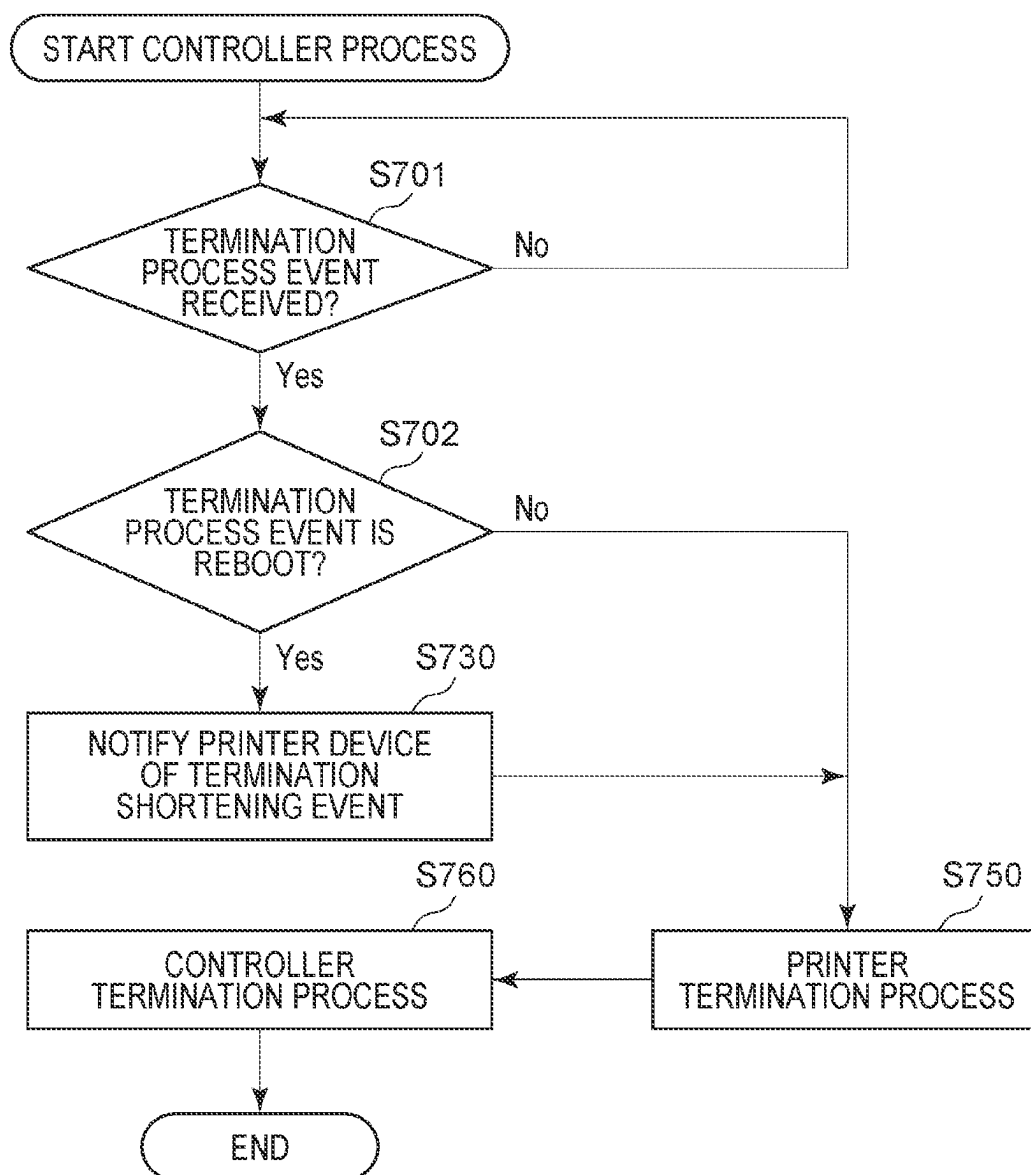 START CONTROLLER PROCESS
S701
TERMINATION
PROCESS EVENT
RECEIVED?
No
Yes
S702
TERMINATION
PROCESS EVENT IS
REBOOT?
No
Yes
S730
NOTIFY PRINTER DEVICE
OF TERMINATION
SHORTENING EVENT
S760
CONTROLLER
TERMINATION PROCESS
S750
PRINTER
TERMINATION PROCESS
END